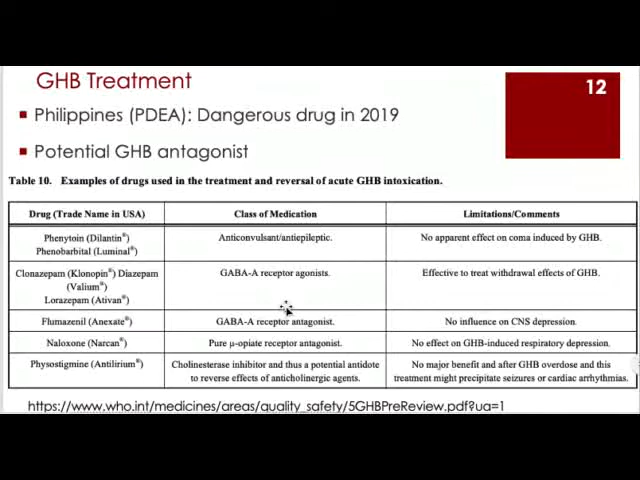 GHB Treatment
12
Philippines (PDEA): Dangerous drug in 2019
Potential GHB antagonist
Table 10. Examples of drugs used in the treatment and reversal of acute GHB intoxication.
Drug (Trade Name in USA) Class of Medication Limitations/Comments
Phenytoin (Dilantin®) Anticonvulsant/antiepileptic. No apparent effect on coma induced by GHB.
Phenobarbital (Luminal®)
Clonazepam (Klonopin®) Diazepam GABA-A receptor agonists. Effective to treat withdrawal effects of GHB.
(Valium®)
Lorazepam (Ativan®)
Flumazenil (Anexate®) GABA-A receptor antagonist. No influence on CNS depression.
Naloxone (Narcan®) Pure μ-opiate receptor antagonist. No effect on GHB-induced respiratory depression.
Physostigmine (Antilirium®) Cholinesterase inhibitor and thus a potential antidote No major benefit and after GHB overdose and this
to reverse effects of anticholinergic agents. treatment might precipitate seizures or cardiac arrhythmias.
https://www.who.int/medicines/areas/quality_safety/5GHBPreReview.pdf?ua=1